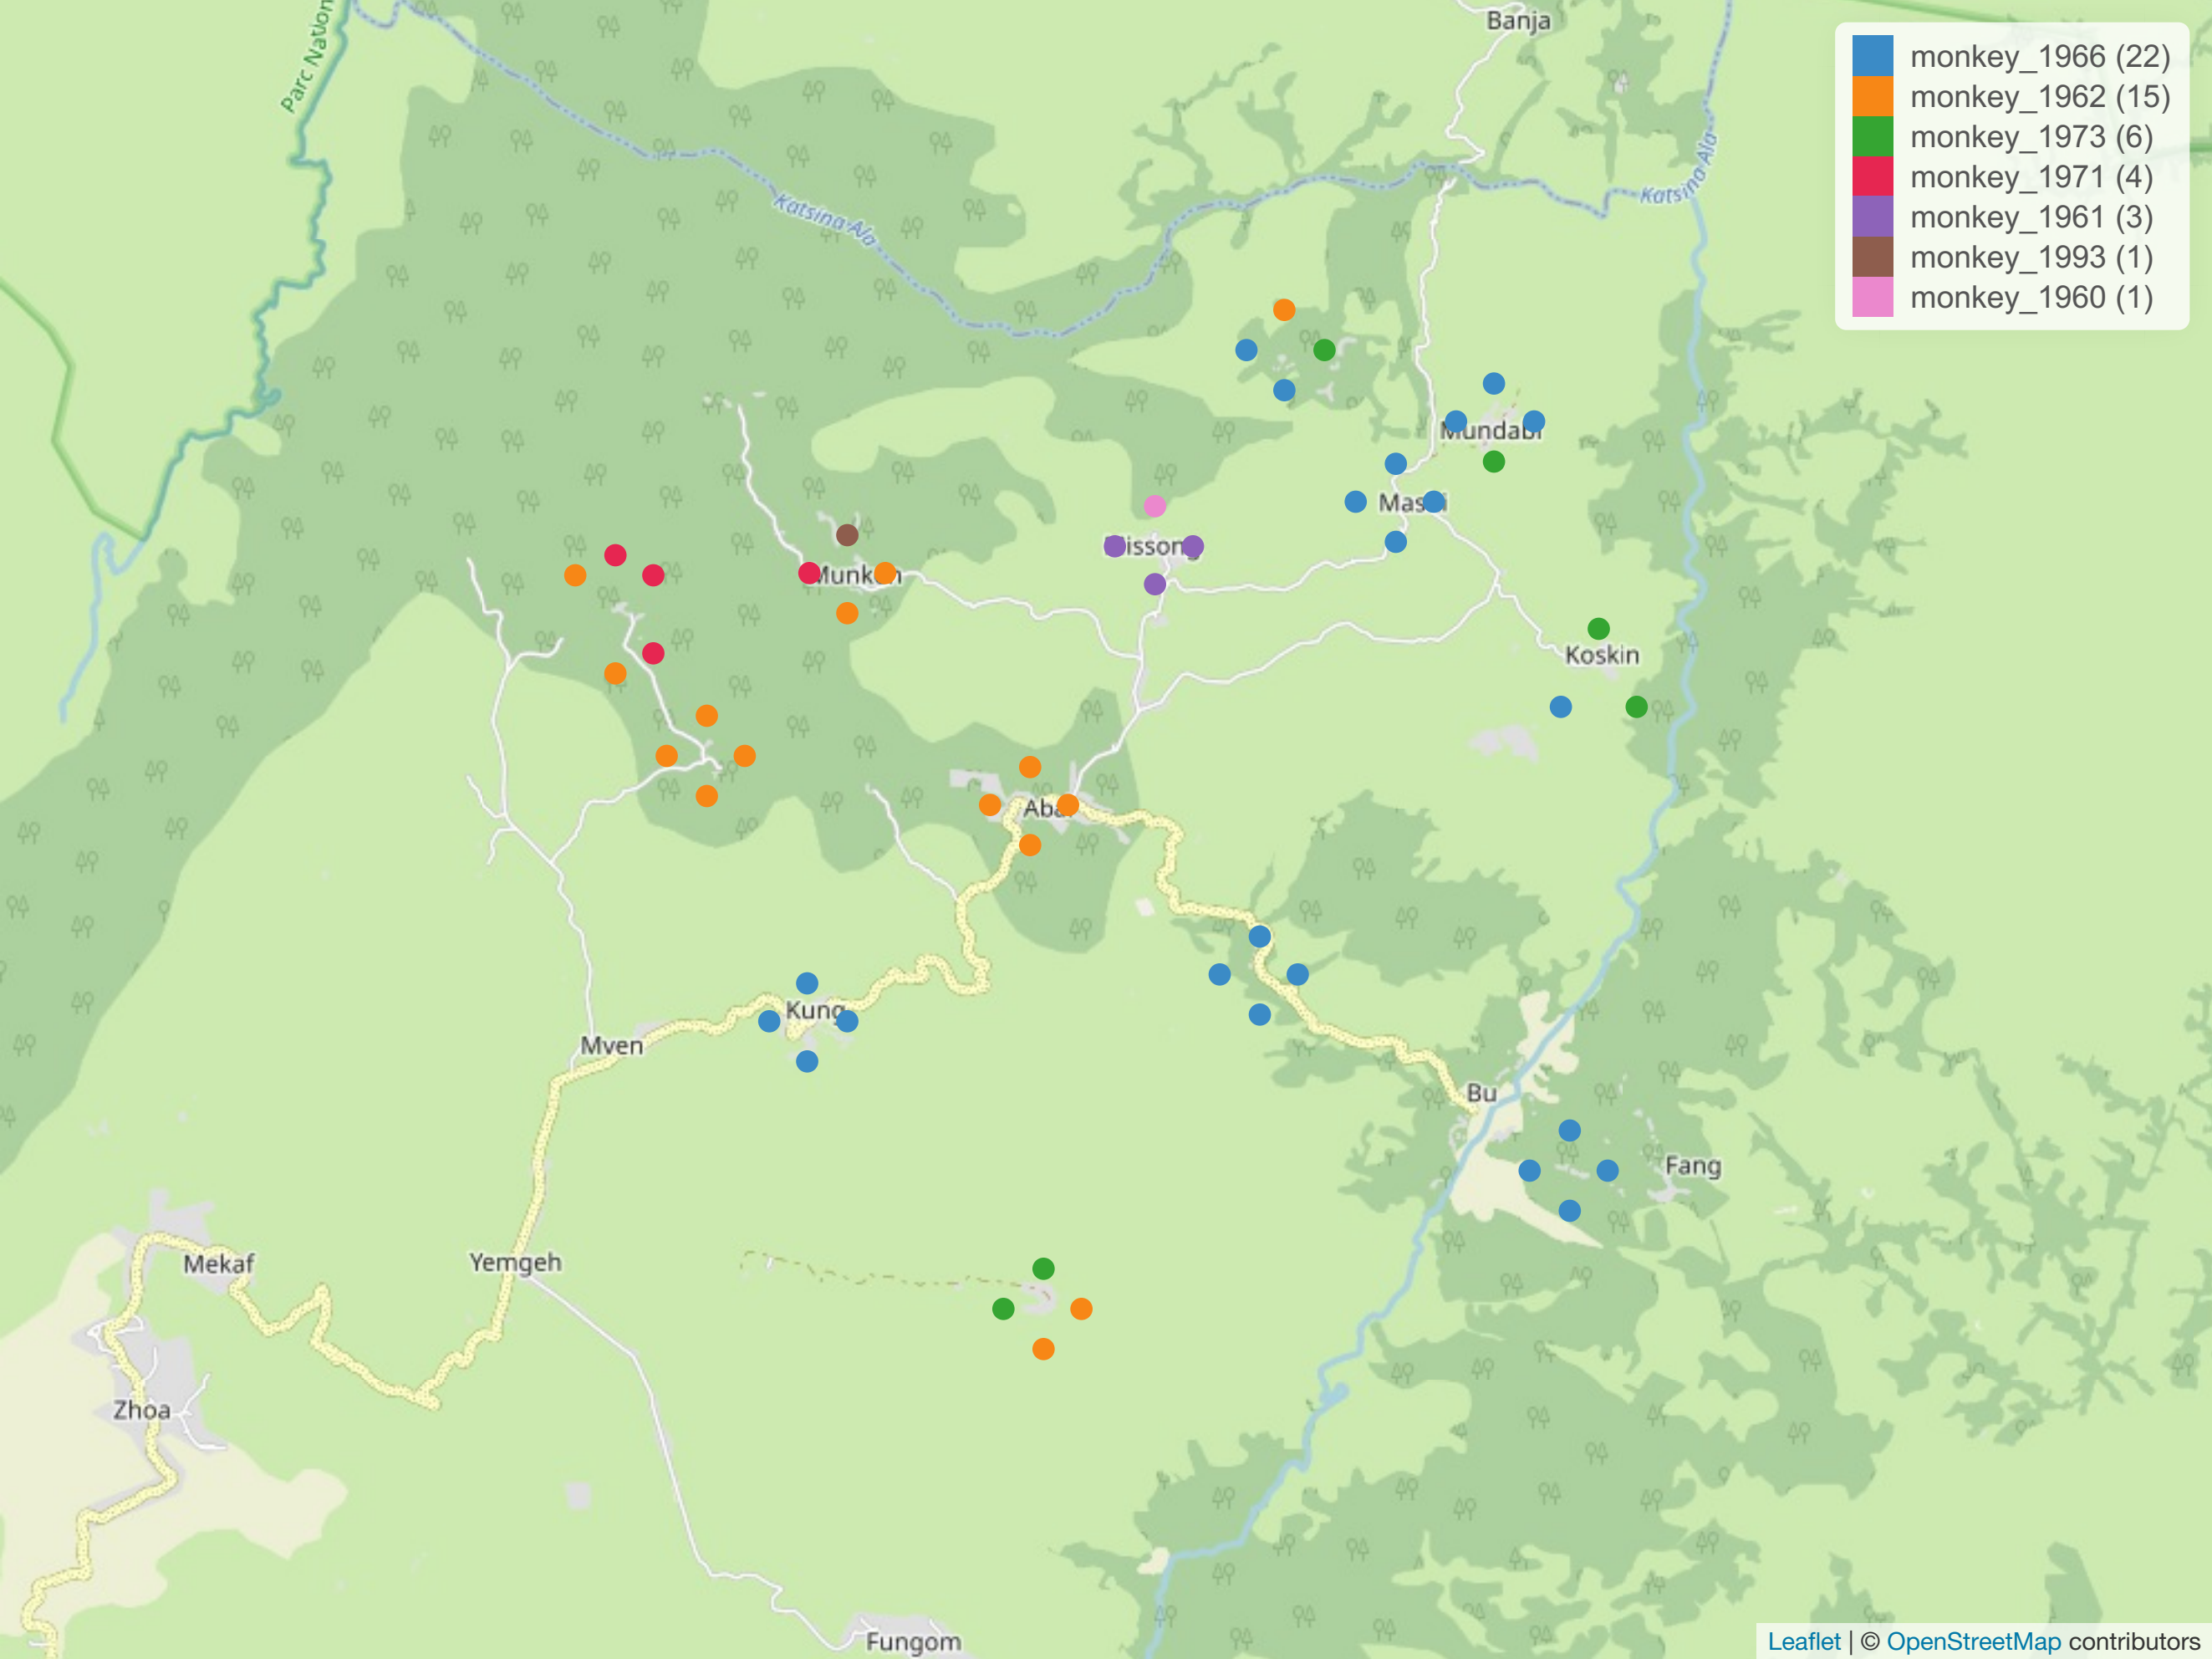 Banja
Parc Nation
monkey_1966 (22)
monkey_1962 (15)
monkey_1973 (6)
monkey_1971 (4)
monkey_1961 (3)
monkey_1993 (1)
monkey_1960 (1)
Katsina Ala
Katsina Ala
Mundabi
Koskin
Kung
Mven
Bu
Fang
Mekaf
Yemgeh
Zhoa
Fungom
Leaflet | © OpenStreetMap contributors